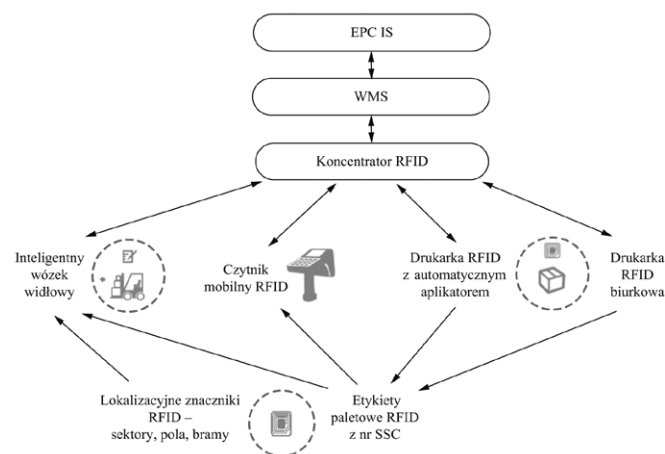 EPC IS
WMS
Koncentrator RFID
Inteligentny
wózek
widłowy
Czytnik
mobilny RFID
Drukarka RFID
z automatycznym
aplikatorem
Drukarka
RFID
biurkowa
Lokalizacyjne znaczniki
RFID –
sektory, pola, bramy
Etykiety
paletowe RFID
z nr SSC